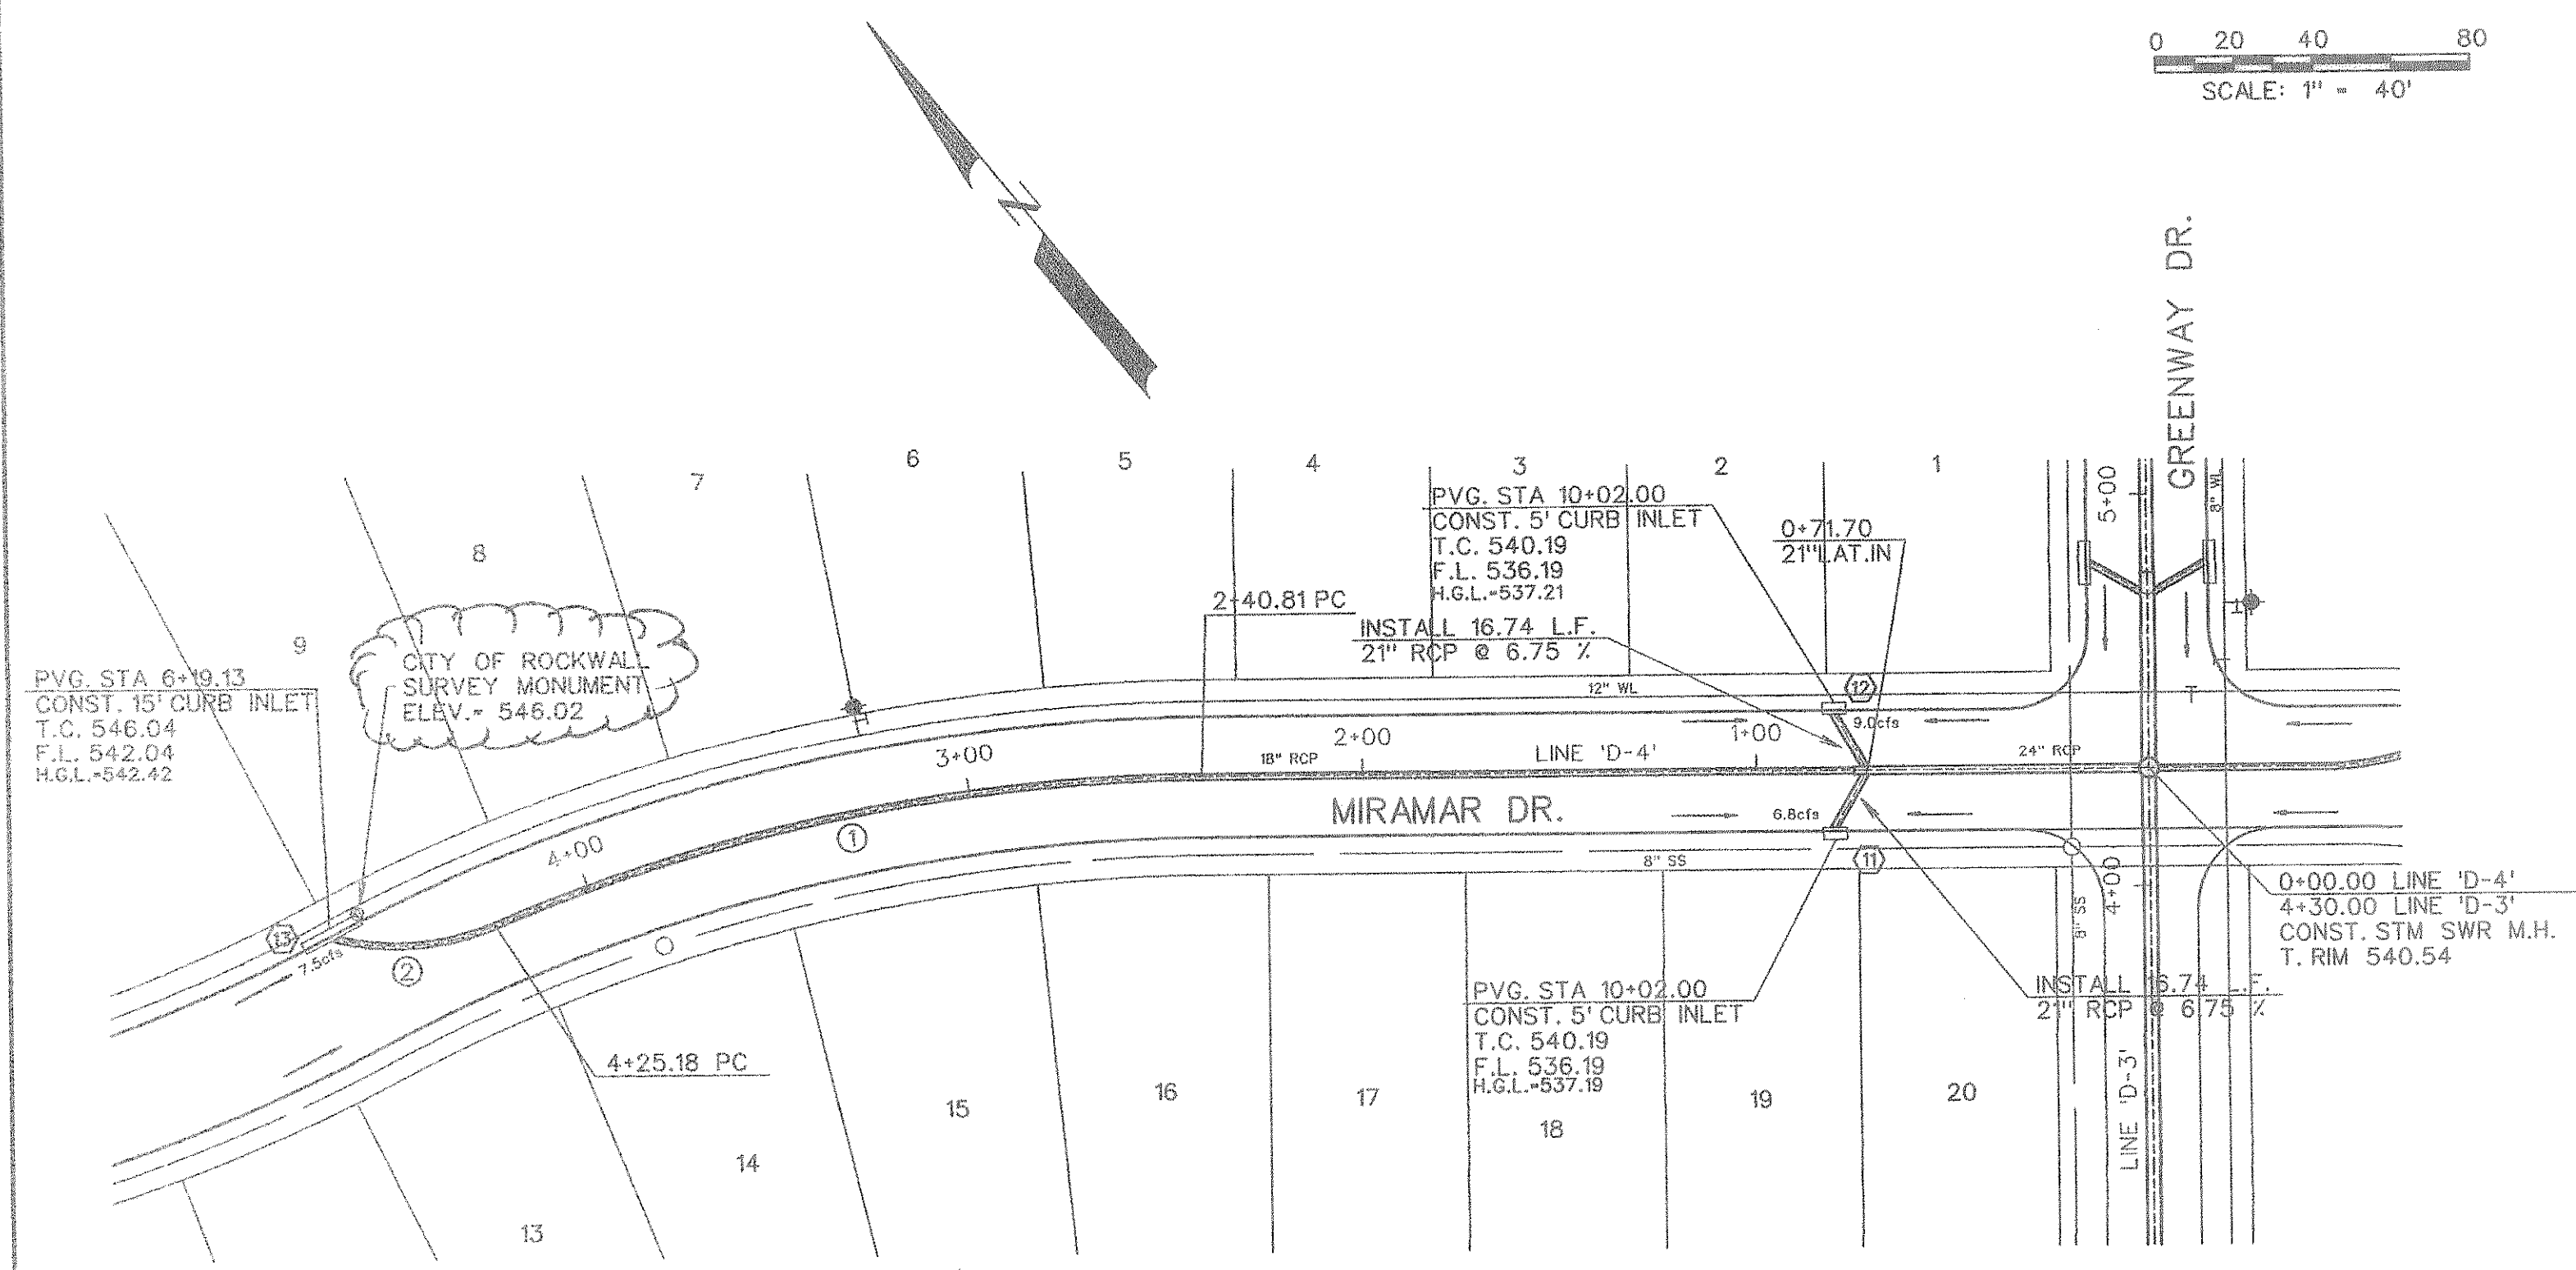 0 20 40 80
SCALE: 1" = 40'
N
GREENWAY DR.
6
5
4
3
2
1
7
8
9
PVG. STA 10+02.00
CONST. 5' CURB INLET
T.C. 540.19
F.L. 536.19
H.G.L.=537.21
0+71.70
21" LAT.IN
5+00
8" WL
2+40.81 PC
INSTALL 16.74 L.F.
21" RCP @ 6.75 %
CITY OF ROCKWALL
SURVEY MONUMENT
ELEV.= 546.02
PVG. STA 6+19.13
CONST. 15' CURB INLET
T.C. 546.04
F.L. 542.04
H.G.L.=542.42
12" WL
12
9.0cfs
T
1+00
2+00
3+00
4+00
18" RCP
LINE 'D-4'
24" RCP
MIRAMAR DR.
6.8cfs
1
8" SS
11
13
7.5cfs
2
8" SS
4+00
0+00.00 LINE 'D-4'
4+30.00 LINE 'D-3'
CONST. STM SWR M.H.
T. RIM 540.54
INSTALL 16.74 L.F.
21" RCP @ 6.75 %
PVG. STA 10+02.00
CONST. 5' CURB INLET
T.C. 540.19
F.L. 536.19
H.G.L.=537.19
4+25.18 PC
LINE 'D-3'
13
14
15
16
17
18
19
20